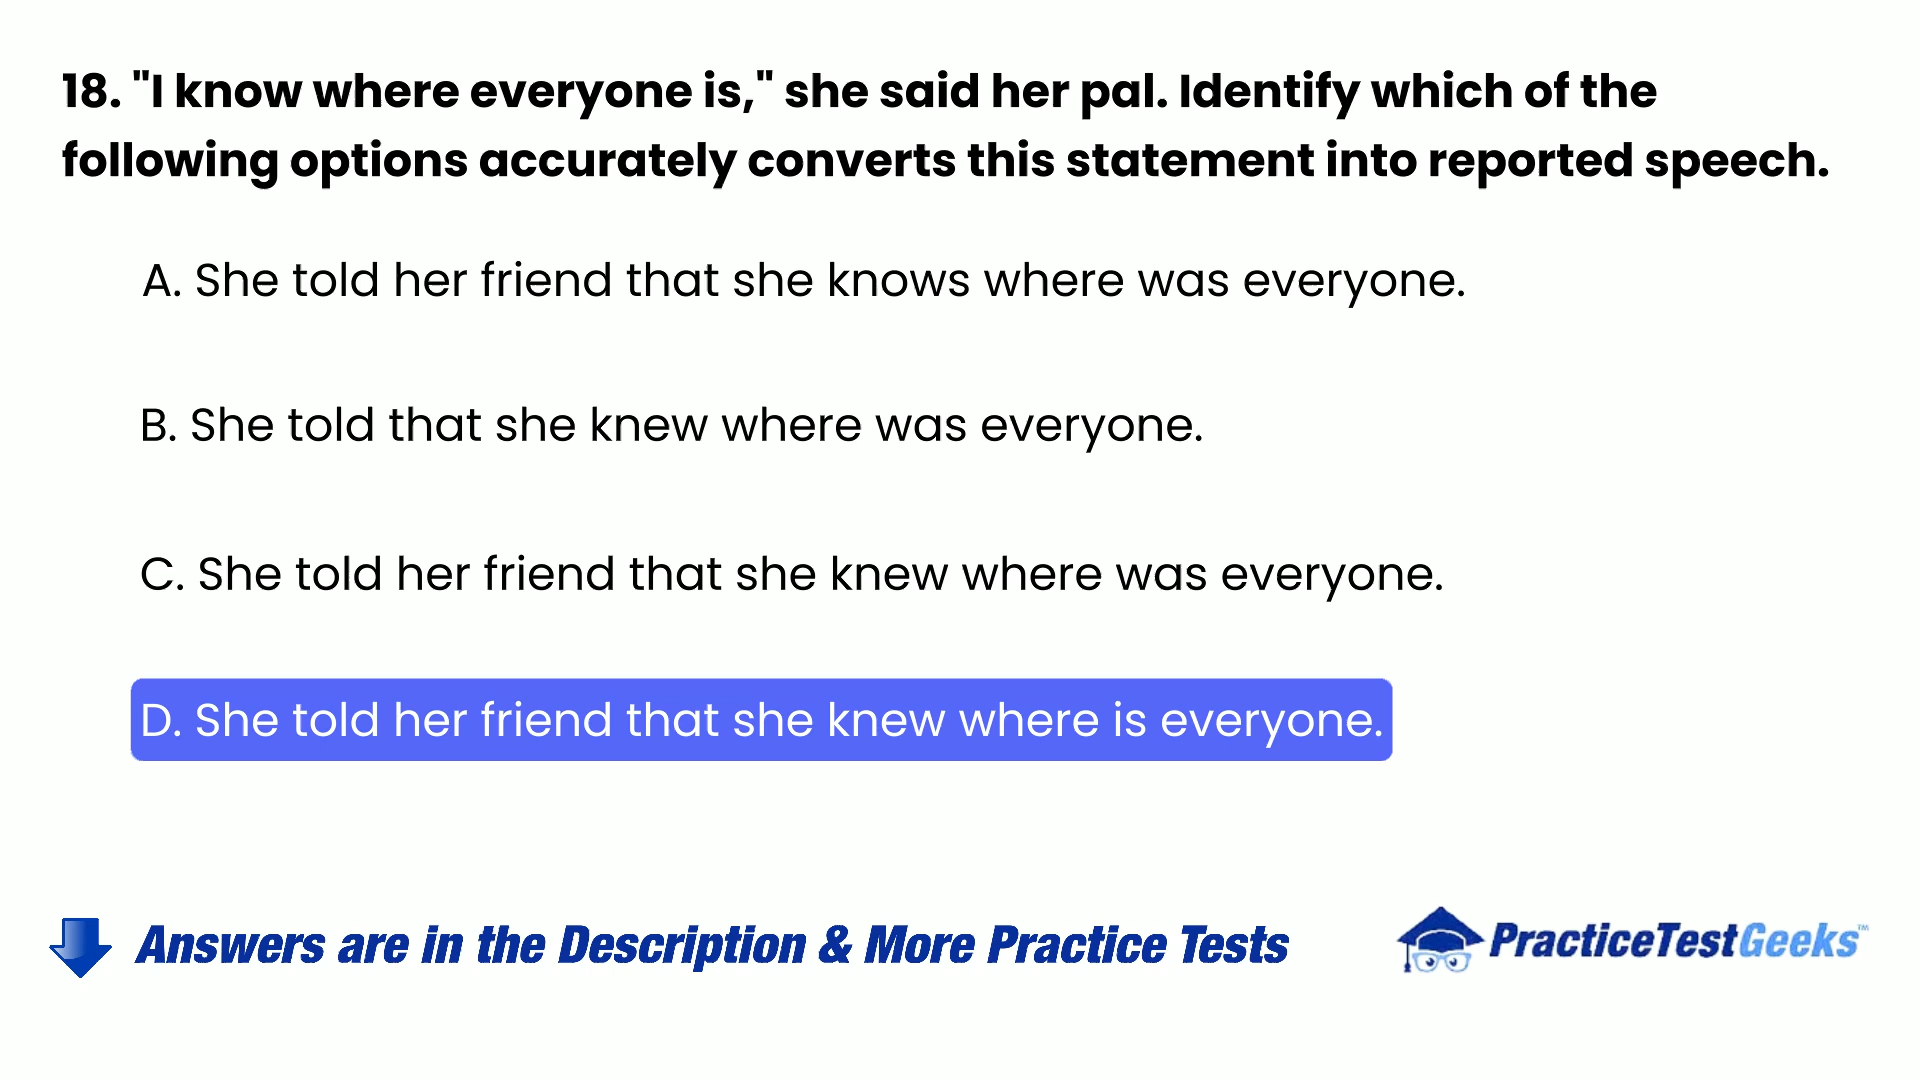 18. "I know where everyone is," she said her pal. Identify which of the
following options accurately converts this statement into reported speech.
A. She told her friend that she knows where was everyone.
B. She told that she knew where was everyone.
C. She told her friend that she knew where was everyone.
D. She told her friend that she knew where is everyone.
Answers are in the Description & More Practice Tests
PracticeTestGeeks™